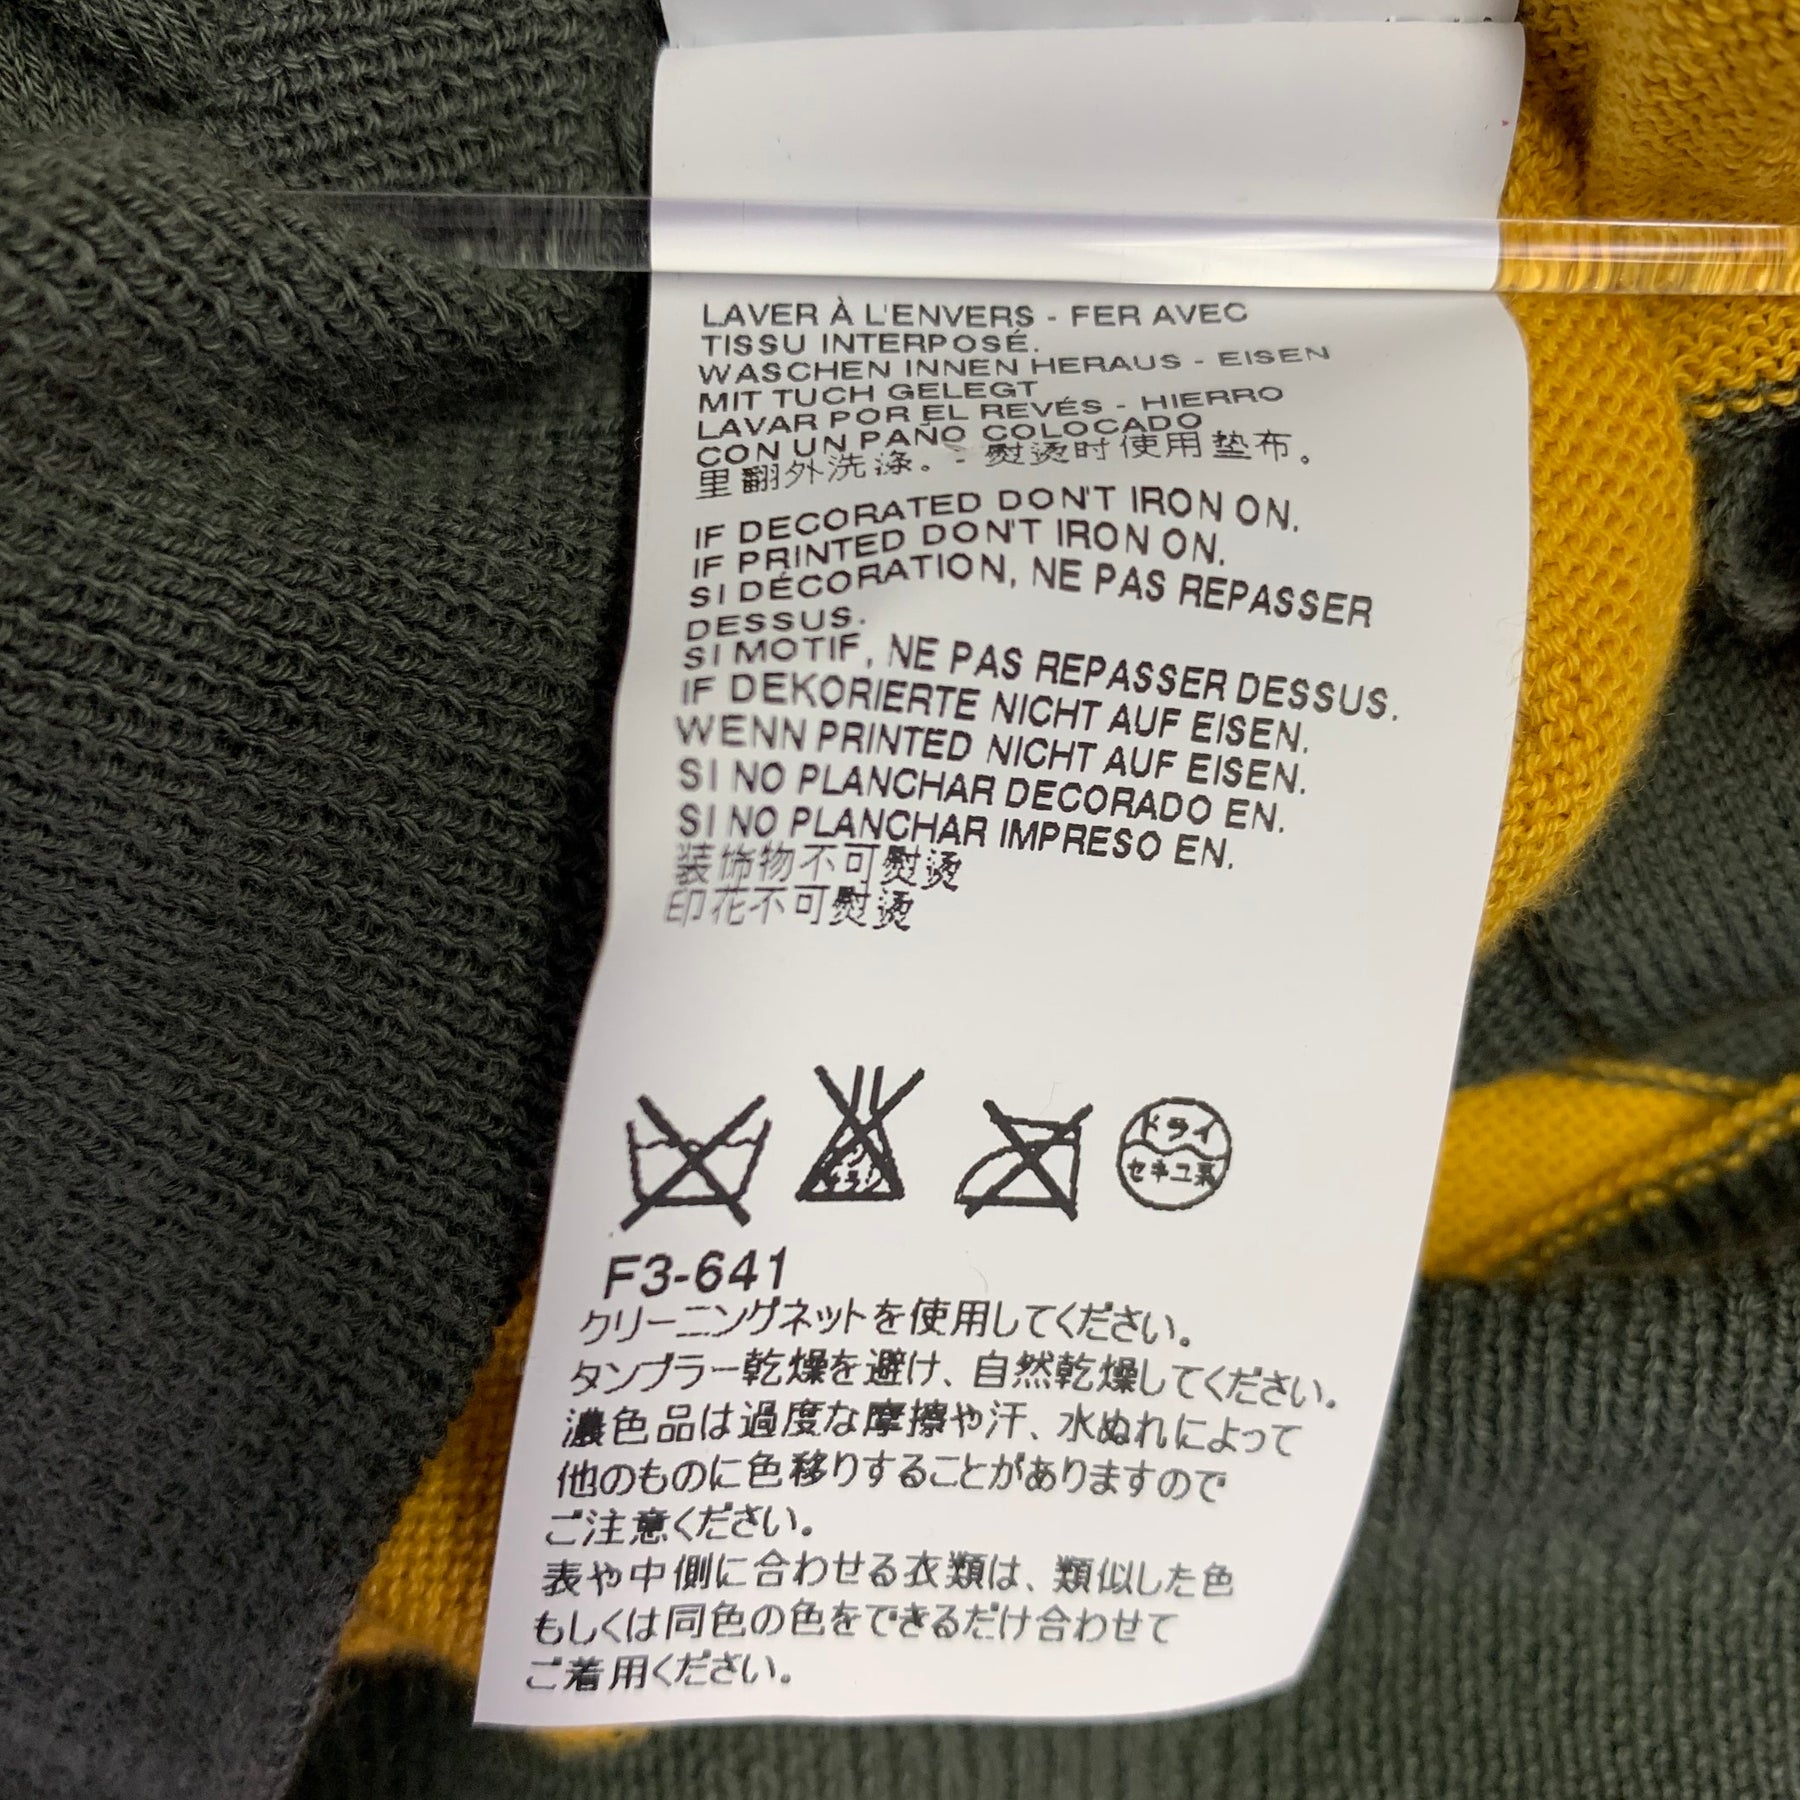 LAVER À L'ENVERS - FER AVEC
TISSU INTERPOSÉ.
WASCHEN INNEN HERAUS - EISEN
MIT TUCH GELEGT
LAVAR POR EL REVÉS - HIERRO
CON UN PAÑO COLOCADO
里翻外洗涤。- 熨烫时使用垫布。
IF DECORATED DON'T IRON ON.
IF PRINTED DON'T IRON ON.
SI DÉCORATION, NE PAS REPASSER
DESSUS.
SI MOTIF, NE PAS REPASSER DESSUS.
IF DEKORIERTE NICHT AUF EISEN.
WENN PRINTED NICHT AUF EISEN.
SI NO PLANCHAR DECORADO EN.
SI NO PLANCHAR IMPRESO EN.
装饰物不可熨烫
印花不可熨烫
ドライ
セキユ系
F3-641
クリーニングネットを使用してください。
タンブラー乾燥を避け、自然乾燥してください。
濃色品は過度な摩擦や汗、水ぬれによって
他のものに色移りすることがありますので
ご注意ください。
表や中側に合わせる衣類は、類似した色
もしくは同色の色をできるだけ合わせて
ご着用ください。